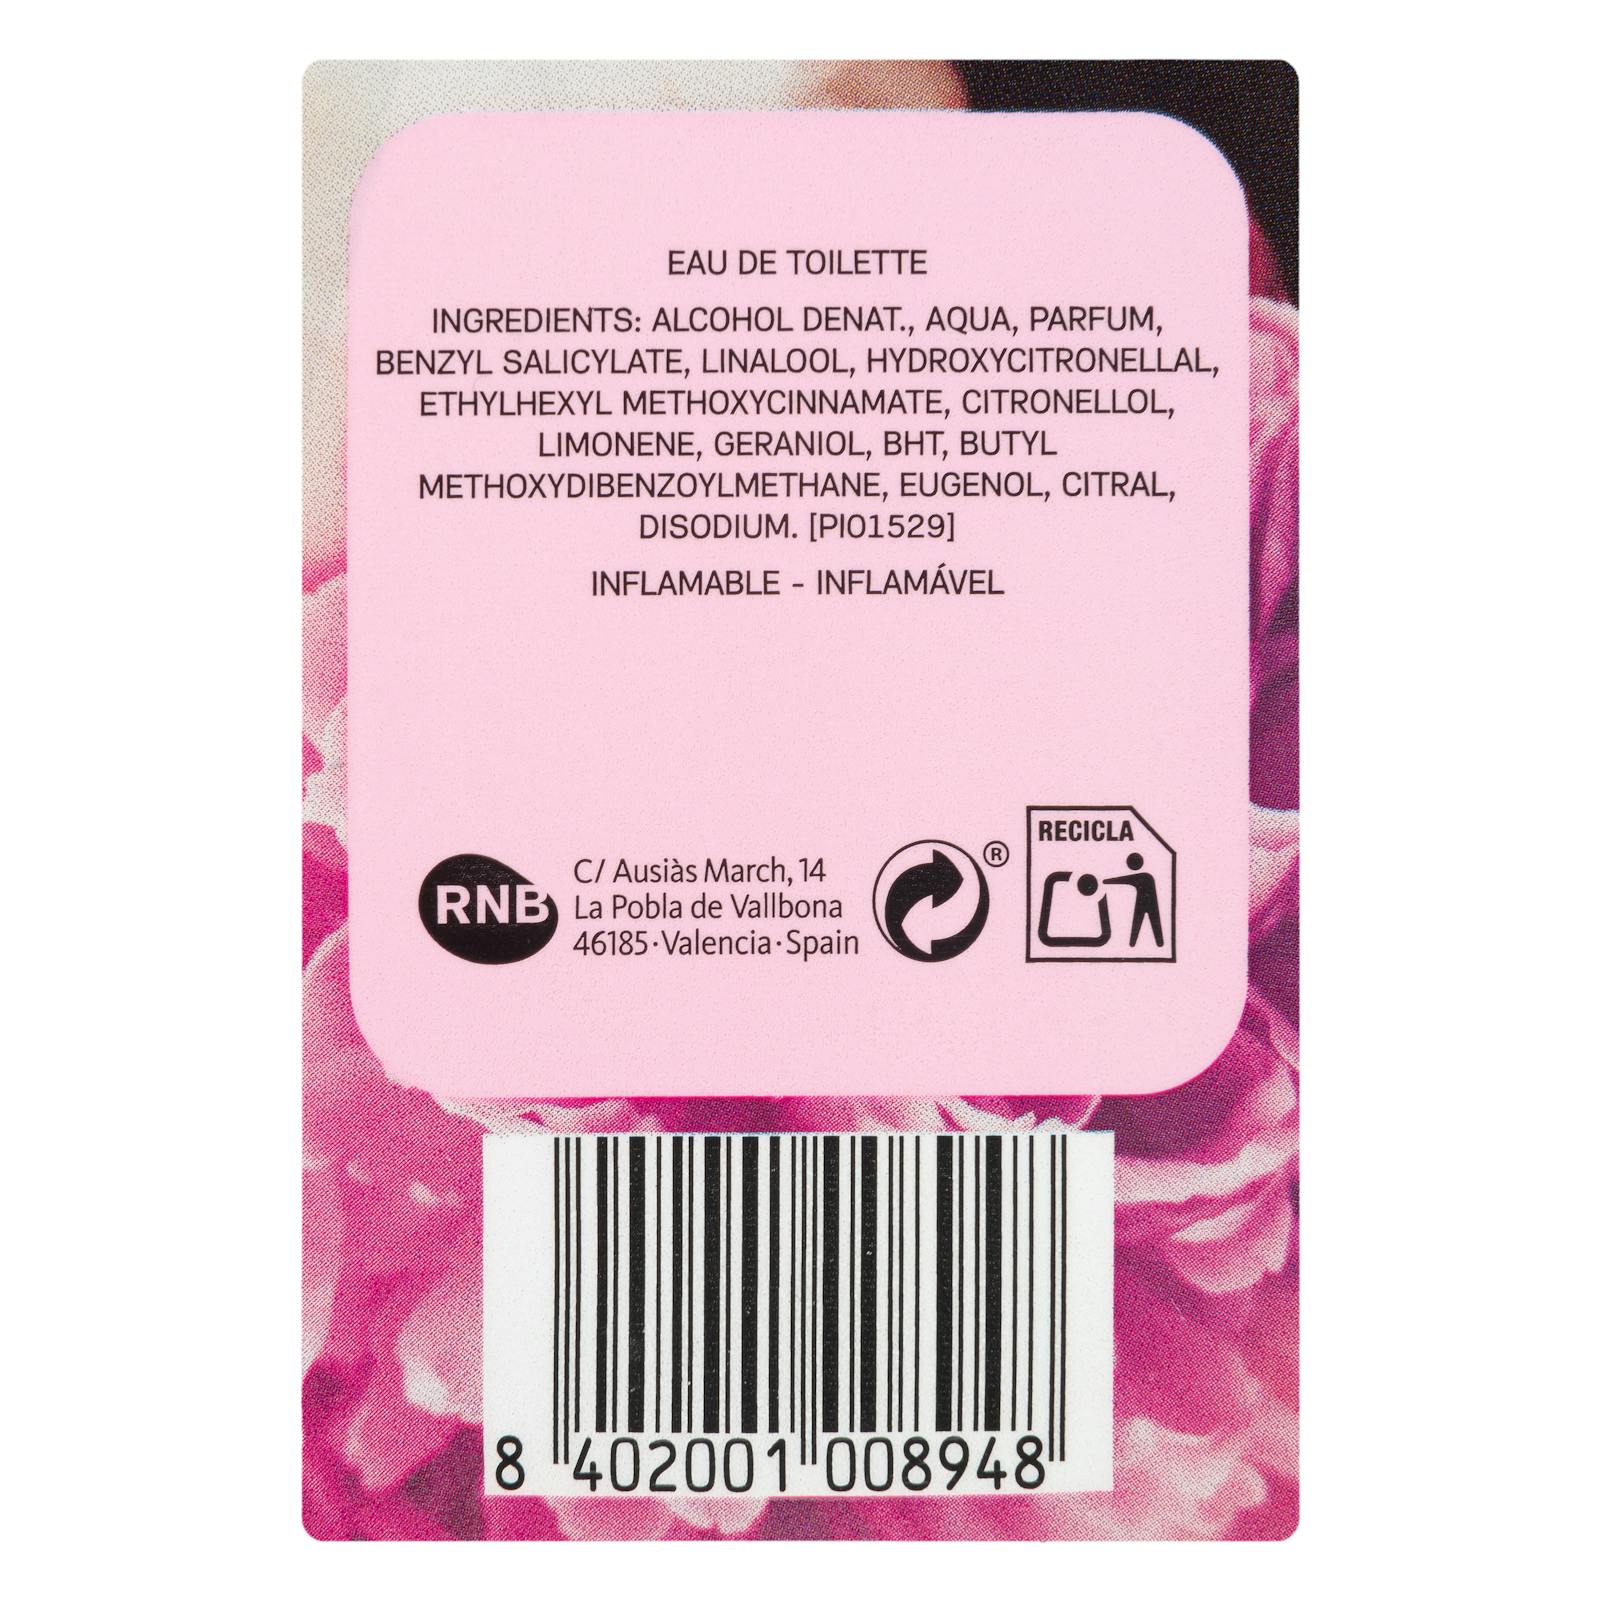 EAU DE TOILETTE
INGREDIENTS: ALCOHOL DENAT., AQUA, PARFUM,
BENZYL SALICYLATE, LINALOOL, HYDROXYCITRONELLAL,
ETHYLHEXYL METHOXYCINNAMATE, CITRONELLOL,
LIMONENE, GERANIOL, BHT, BUTYL
METHOXYDIBENZOYLMETHANE, EUGENOL, CITRAL,
DISODIUM. [PI01529]
INFLAMABLE - INFLAMÁVEL
RECICLA
®
RNB
C/ Ausiàs March, 14
La Pobla de Vallbona
46185·Valencia·Spain
8 402001 008948